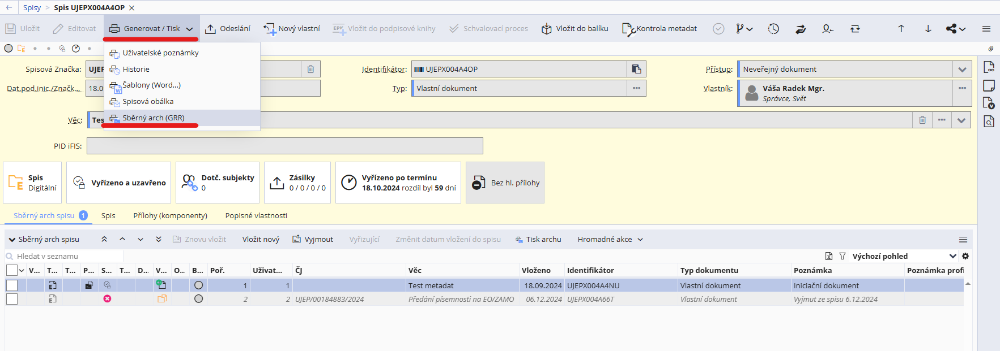 Spisy > Spis UJEPX004A4OP
Uložit Editovat Generovat / Tisk Odeslání Nový vlastní Vložit do podpisové knihy Schvalovací proces Vložit do balíku Kontrola metadat
Uživatelské poznámky
Historie
Šablony (Word,..)
Spisová obálka
Sběrný arch (GRR)
Spisová Značka: UJEP Identifikátor: UJEPX004A4OP Přístup: Neveřejný dokument
Dat.pod.inic./Značk... 18.0 Typ: Vlastní dokument Vlastník: Váša Radek Mgr.
Správce, Svět
Věc: Tes
PID iFIS:
Spis
Digitální
Vyřízeno a uzavřeno
Dotč. subjekty
0
Zásilky
0 / 0 / 0 / 0
Vyřízeno po termínu
18.10.2024 rozdíl byl 59 dní
Bez hl. přílohy
Sběrný arch spisu 1 Spis Přílohy (komponenty) Popisné vlastnosti
Sběrný arch spisu Znovu vložit Vložit nový Vyjmout Vyřizující Změnit datum vložení do spisu Tisk archu Hromadné akce
Hledat v seznamu Výchozí pohled
V... T... T... P... S... T... D... V... O... B... Poř. Uživat... ČJ Věc Vloženo Identifikátor Typ dokumentu Poznámka Poznámka profi
1 1 Test metadat 18.09.2024 UJEPX004A4NU Vlastní dokument Iniciační dokument
2 2 UJEP/00184883/2024 Předání písemnosti na EO/ZAMO 06.12.2024 UJEPX004A66T Vlastní dokument Vyjmut ze spisu 6.12.2024